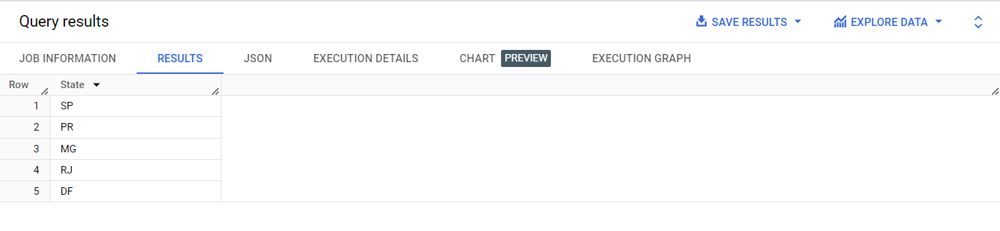 Query results
SAVE RESULTS
EXPLORE DATA
JOB INFORMATION RESULTS JSON EXECUTION DETAILS CHART PREVIEW EXECUTION GRAPH
Row State
1 SP
2 PR
3 MG
4 RJ
5 DF